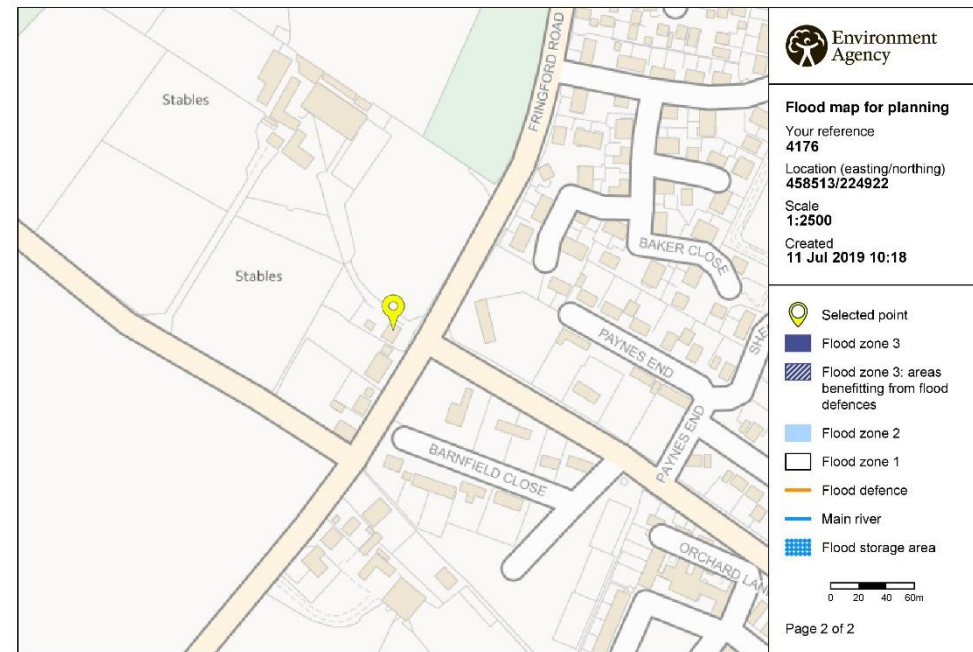 Stables
Stables
FRINGFORD ROAD
BAKER CLOSE
PAYNES END
PAYNES END
BARNFIELD CLOSE
Environment
Agency
Flood map for planning
Your reference
4176
Location (easting/northing)
458513/224922
Scale
1:2500
Created
11 Jul 2019 10:18
Selected point
Flood zone 3
Flood zone 3: areas
benefitting from flood
defences
Flood zone 2
Flood zone 1
Flood defence
Main river
Flood storage area
0 20 40 60m
Page 2 of 2